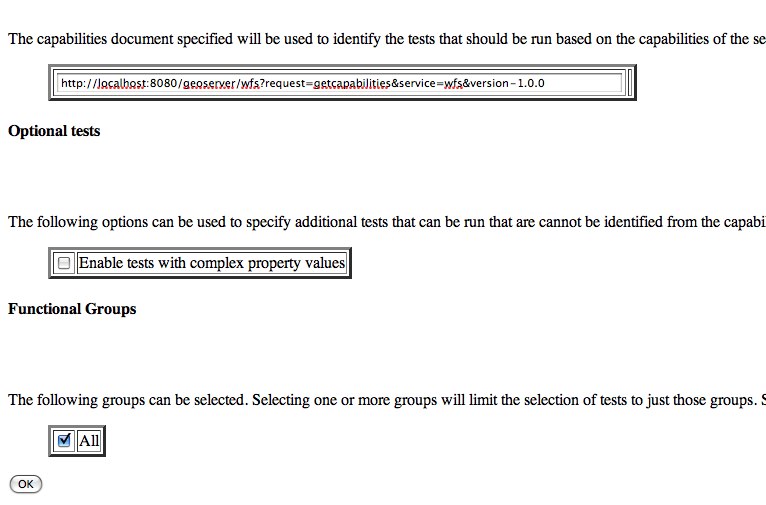 The capabilities document specified will be used to identify the tests that should be run based on the capabilities of the se
http://localhost:8080/geoserver/wfs?request=getcapabilities&service=wfs&version=1.0.0
Optional tests
The following options can be used to specify additional tests that can be run that are cannot be identified from the capabi
Enable tests with complex property values
Functional Groups
The following groups can be selected. Selecting one or more groups will limit the selection of tests to just those groups. S
All
OK